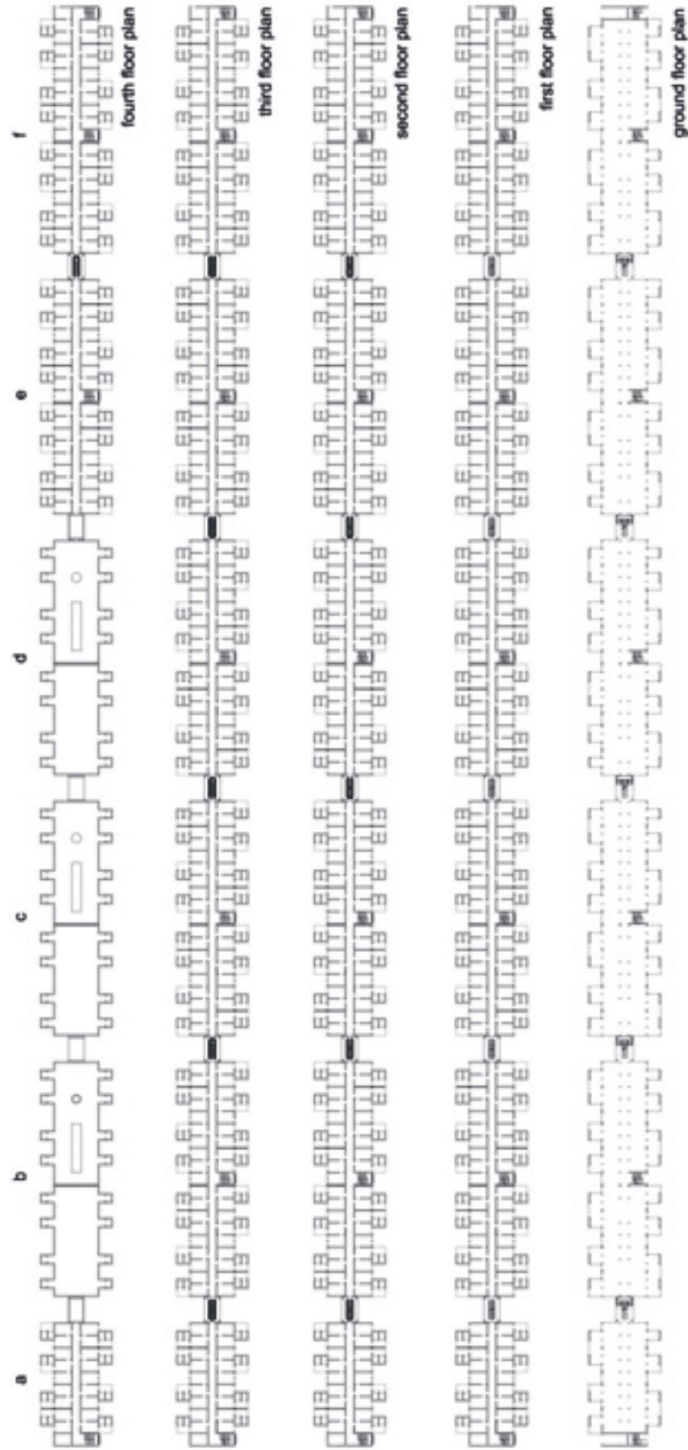 a b c d e f
fourth floor plan
third floor plan
second floor plan
first floor plan
ground floor plan